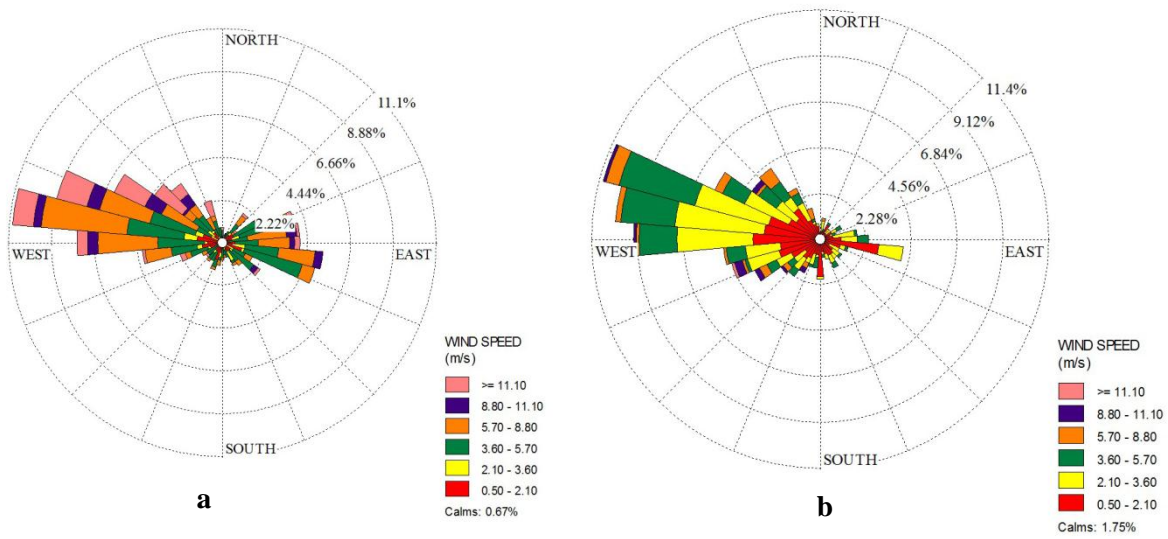 NORTH
11.1%
8.88%
6.66%
4.44%
2.22%
WEST
EAST
SOUTH
WIND SPEED
(m/s)
>= 11.10
8.80 - 11.10
5.70 - 8.80
3.60 - 5.70
2.10 - 3.60
0.50 - 2.10
Calms: 0.67%
a
NORTH
11.4%
9.12%
6.84%
4.56%
2.28%
WEST
EAST
SOUTH
WIND SPEED
(m/s)
>= 11.10
8.80 - 11.10
5.70 - 8.80
3.60 - 5.70
2.10 - 3.60
0.50 - 2.10
Calms: 1.75%
b